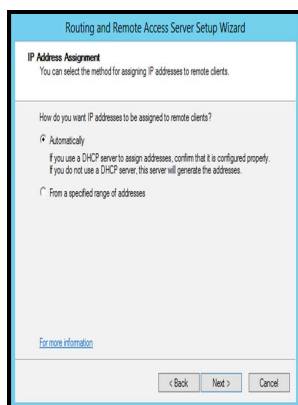 Routing and Remote Access Server Setup Wizard
IP Address Assignment
You can select the method for assigning IP addresses to remote clients.
How do you want IP addresses to be assigned to remote clients?
Automatically
If you use a DHCP server to assign addresses, confirm that it is configured properly.
If you do not use a DHCP server, this server will generate the addresses.
From a specified range of addresses
For more information
< Back Next > Cancel